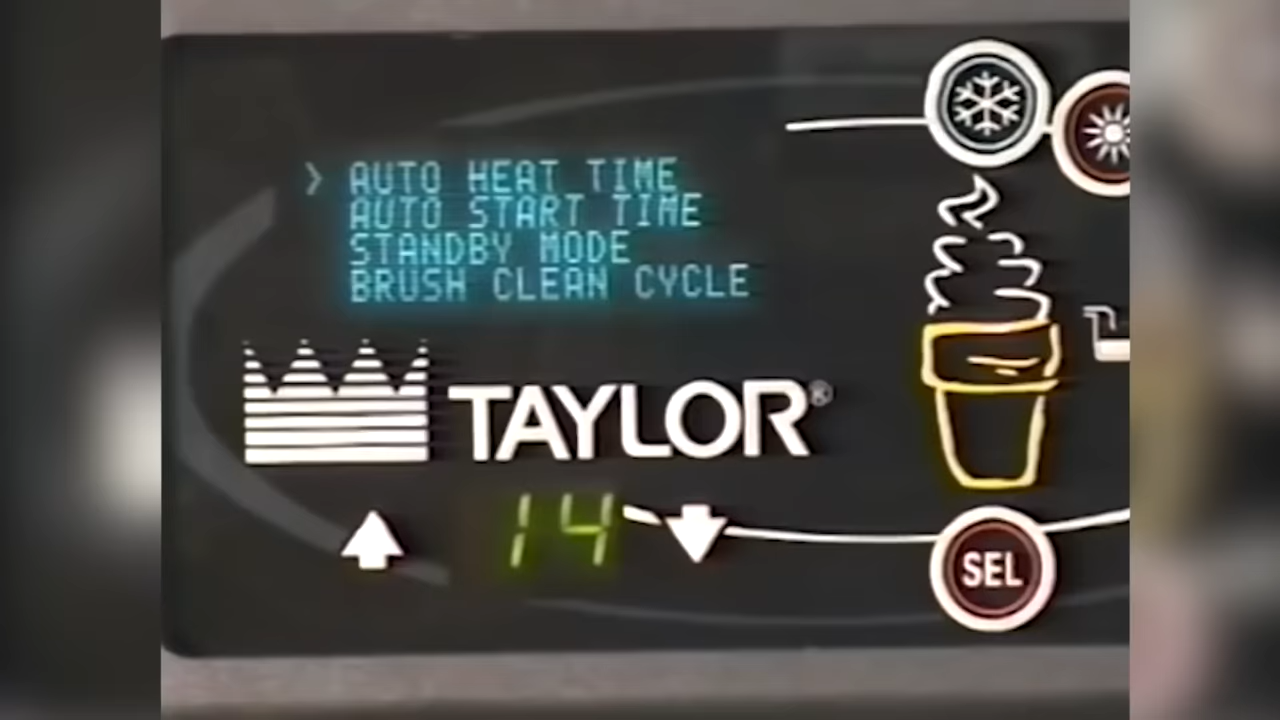 > AUTO HEAT TIME
AUTO START TIME
STANDBY MODE
BRUSH CLEAN CYCLE
TAYLOR®
14
SEL